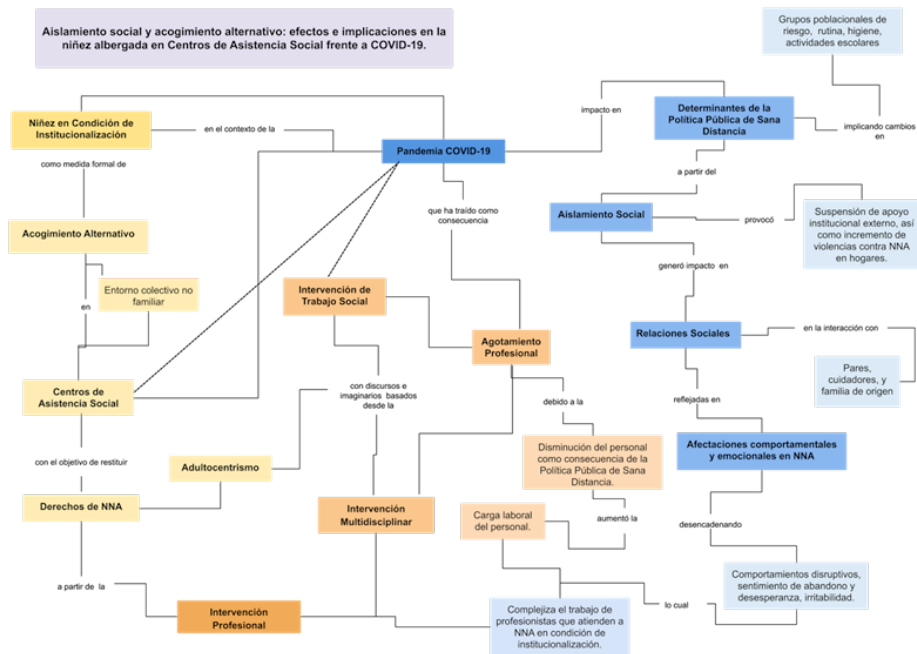 Aislamiento social y acogimiento alternativo: efectos e implicaciones en la
niñez albergada en Centros de Asistencia Social frente a COVID-19.
Grupos poblacionales de
riesgo, rutina, higiene,
actividades escolares
Niñez en Condición de
Institucionalización
en el contexto de la
impacto en
Determinantes de la
Política Pública de Sana
Distancia
implicando cambios
en
Pandemia COVID-19
como medida formal de
a partir del
que ha traído como
consecuencia
Aislamiento Social
provocó
Suspensión de apoyo
institucional externo, así
como incremento de
violencias contra NNA
en hogares.
Acogimiento Alternativo
generó impacto en
Entorno colectivo no
familiar
en
Intervención de
Trabajo Social
Agotamiento
Profesional
Relaciones Sociales
en la interacción con
Pares,
cuidadores, y
familia de origen
Centros de
Asistencia Social
con discursos e
imaginarios basados
desde la
debido a la
reflejadas en
con el objetivo de restituir
Adultocentrismo
Disminución del personal
como consecuencia de la
Política Pública de Sana
Distancia.
Afectaciones comportamentales
y emocionales en NNA
Derechos de NNA
Intervención
Multidisciplinar
Carga laboral
del personal.
aumentó la
desencadenando
a partir de la
Comportamientos disruptivos,
sentimiento de abandono y
desesperanza, irritabilidad.
Intervención
Profesional
Complejiza el trabajo de
profesionistas que atienden a
NNA en condición de
institucionalización.
lo cual